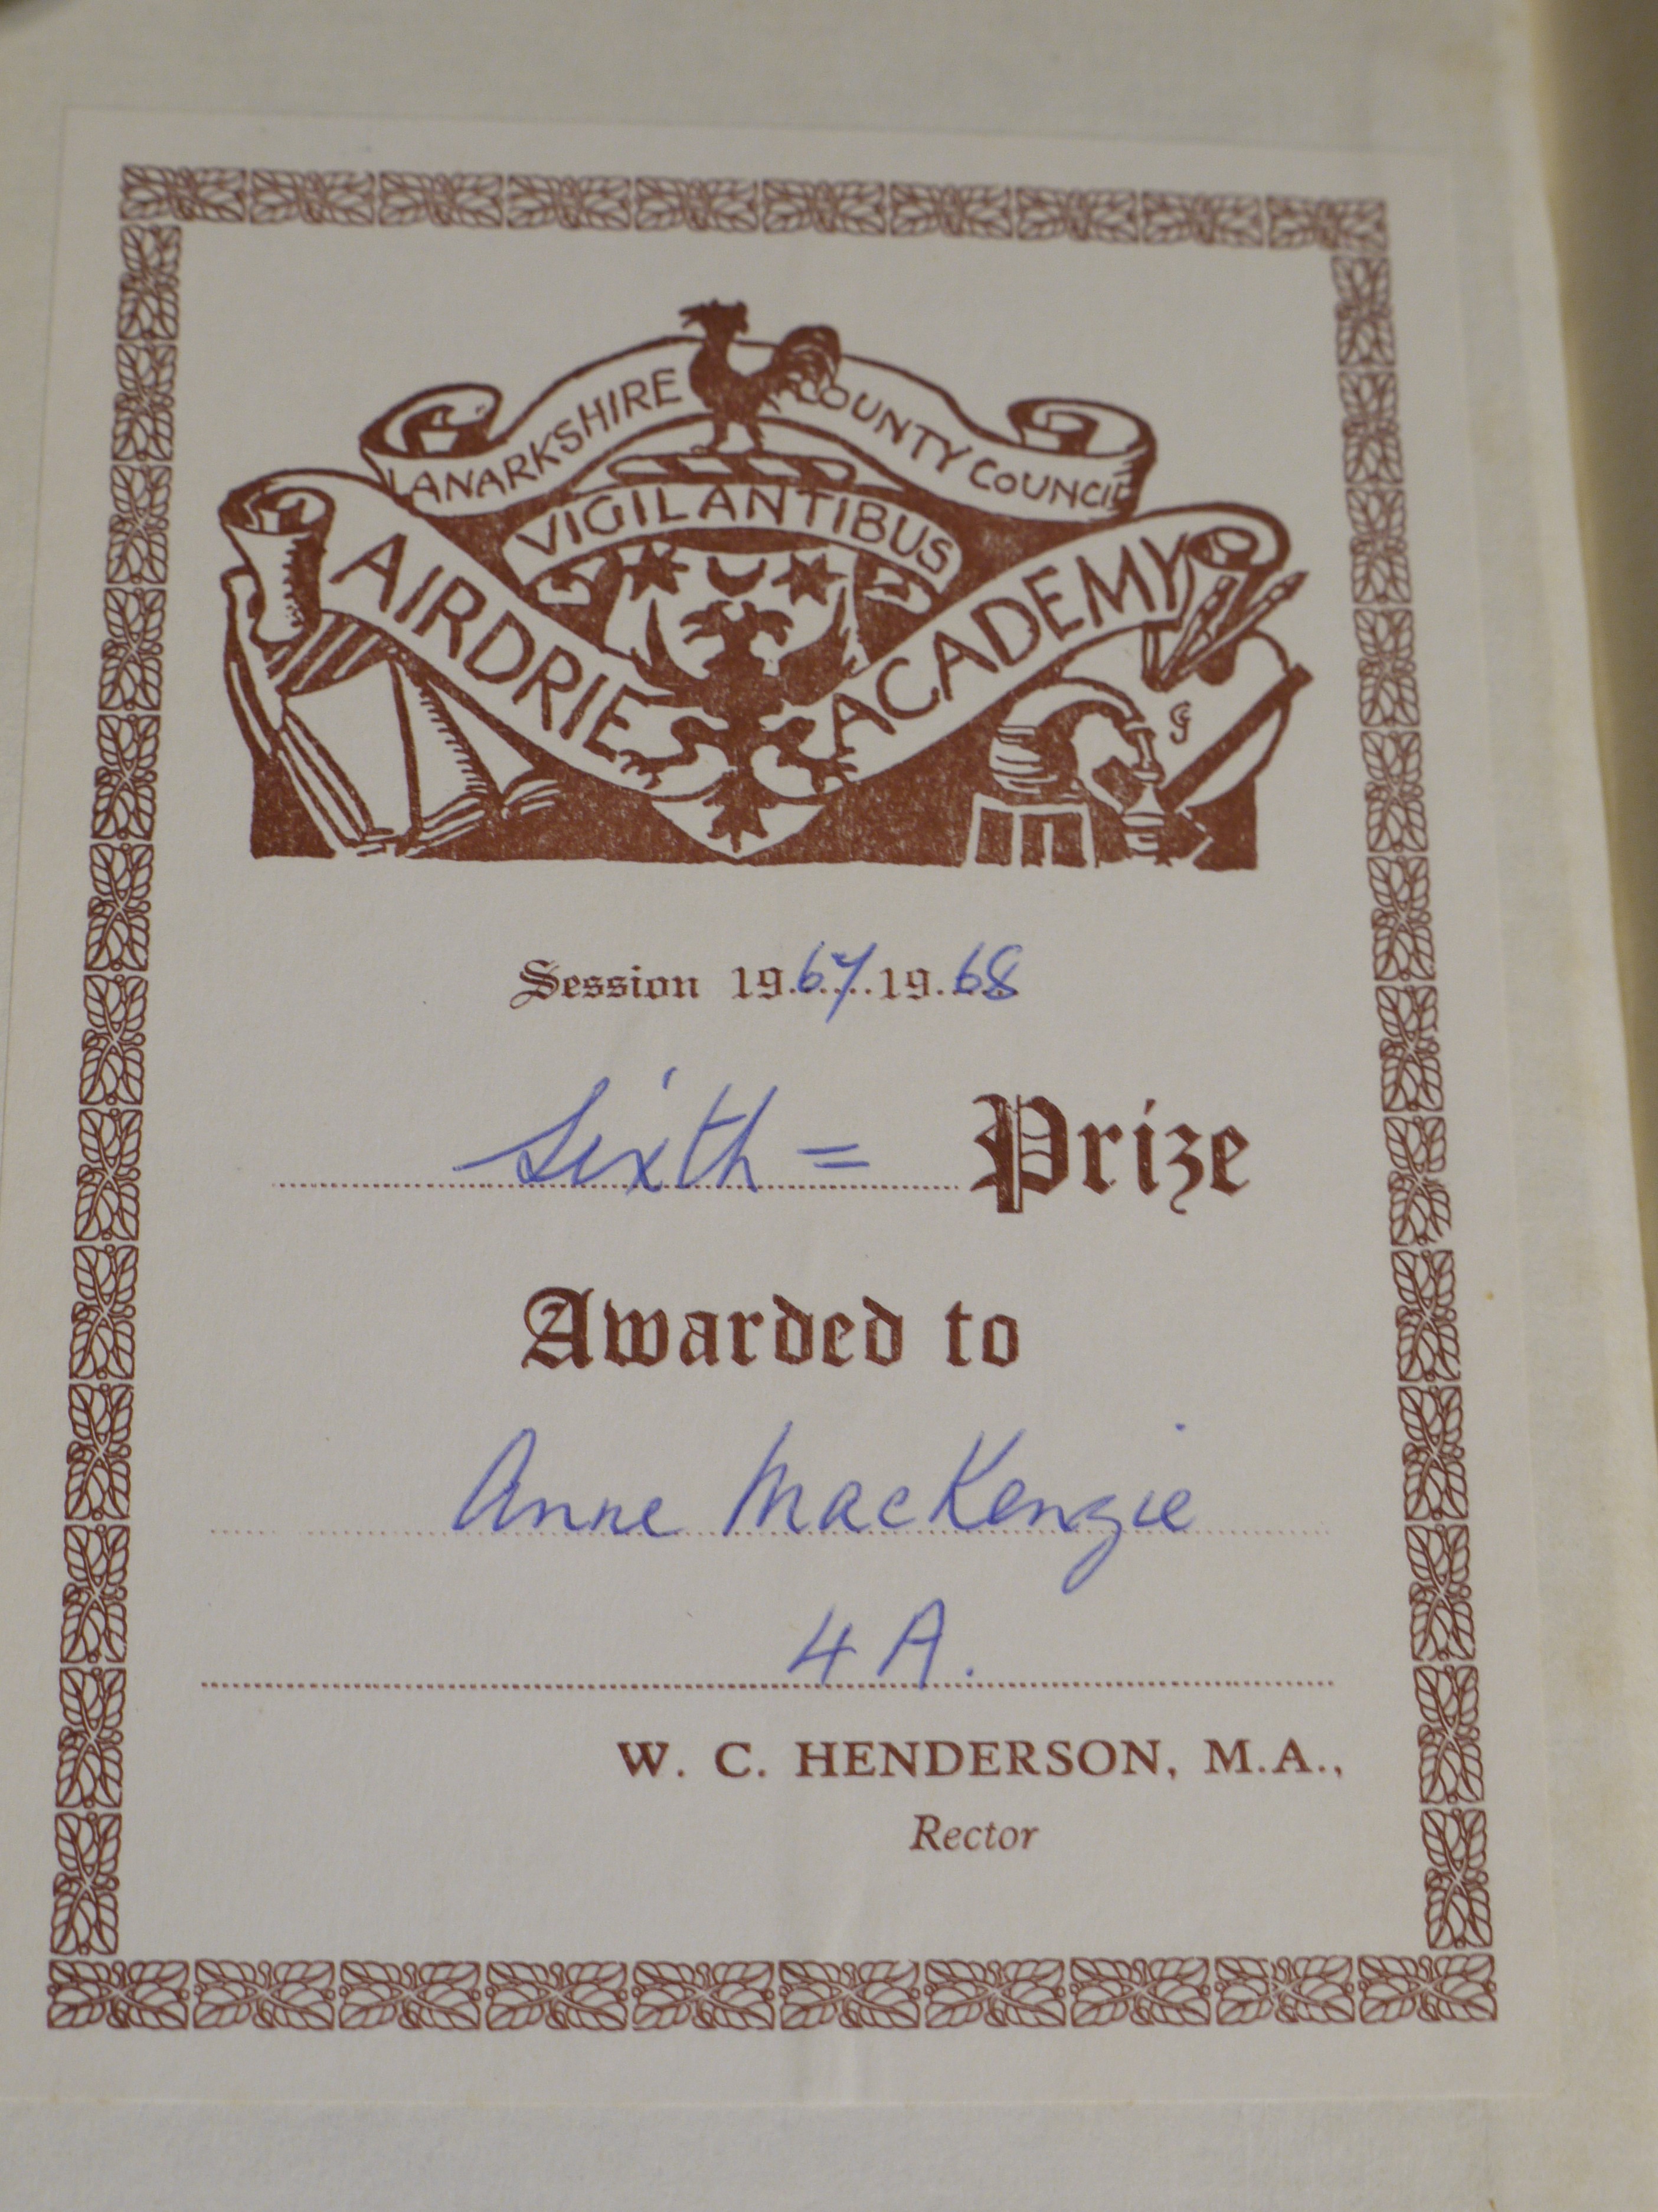 LANARKSHIRE COUNTY COUNCIL
VIGILANTIBUS
AIRDRIE ACADEMY
Session 1967 1968
Sixth = Prize
Awarded to
Anne MacKenzie
4A.
W. C. HENDERSON, M.A.,
Rector